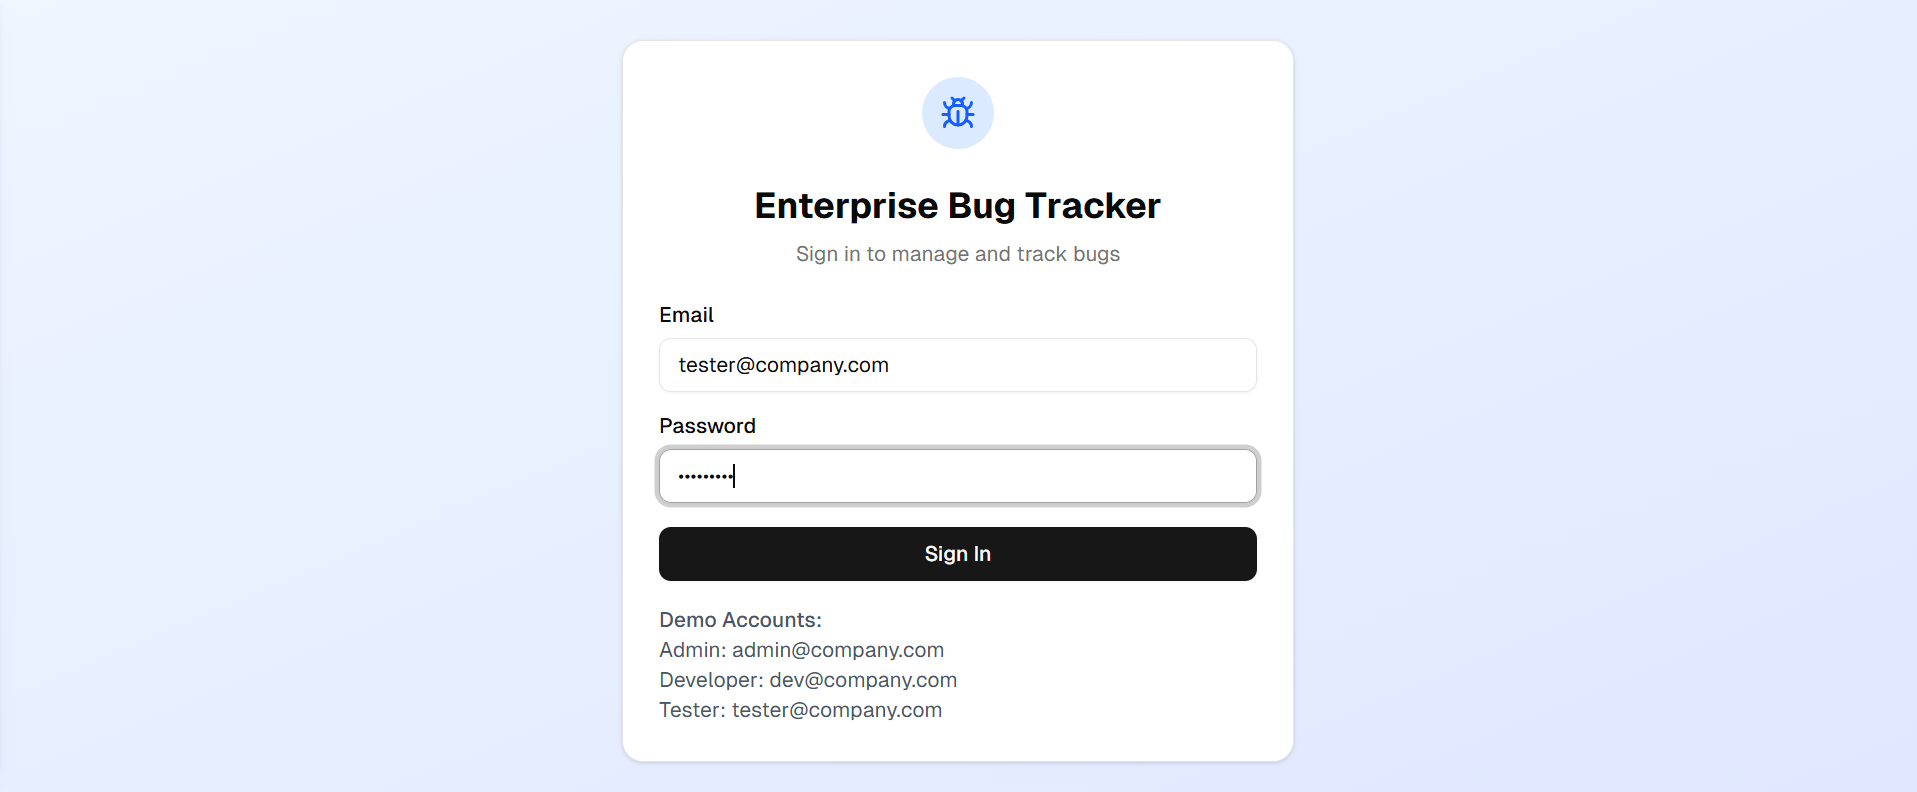 Enterprise Bug Tracker
Sign in to manage and track bugs
Email
tester@company.com
Password
•••••••••
Sign In
Demo Accounts:
Admin: admin@company.com
Developer: dev@company.com
Tester: tester@company.com